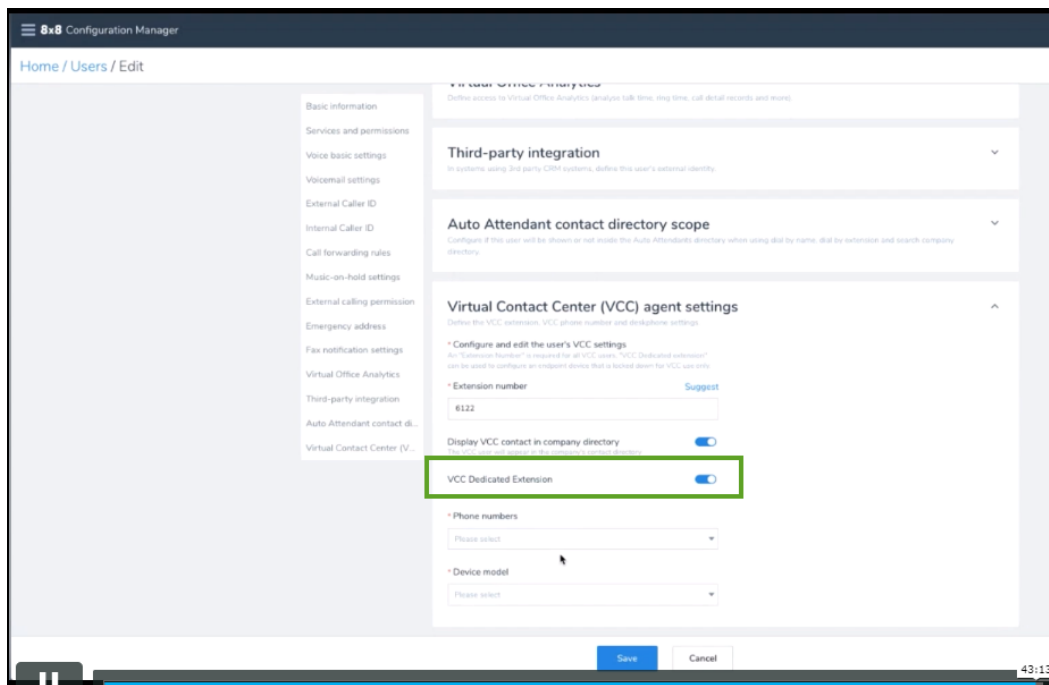 8x8 Configuration Manager
Home / Users / Edit
Virtual Office Analytics
Define access to Virtual Office Analytics (analyse talk time, ring time, call detail records and more).
Basic information
Services and permissions
Voice basic settings
Voicemail settings
External Caller ID
Internal Caller ID
Call forwarding rules
Music-on-hold settings
External calling permission
Emergency address
Fax notification settings
Virtual Office Analytics
Third-party integration
Auto Attendant contact di...
Virtual Contact Center (V...
Third-party integration
In systems using 3rd party CRM systems, define this user's external identity.
Auto Attendant contact directory scope
Configure if this user will be shown or not inside the Auto Attendants directory when using dial by name, dial by extension and search company
directory.
Virtual Contact Center (VCC) agent settings
Define the VCC extension, VCC phone number and deskphone settings.
* Configure and edit the user's VCC settings
An "Extension Number" is required for all VCC users. "VCC Dedicated extension"
can be used to configure an endpoint device that is locked down for VCC use only.
* Extension number Suggest
6122
Display VCC contact in company directory
The VCC user will appear in the company's contact directory.
VCC Dedicated Extension
* Phone numbers
Please select
* Device model
Please select
Save Cancel
43:13